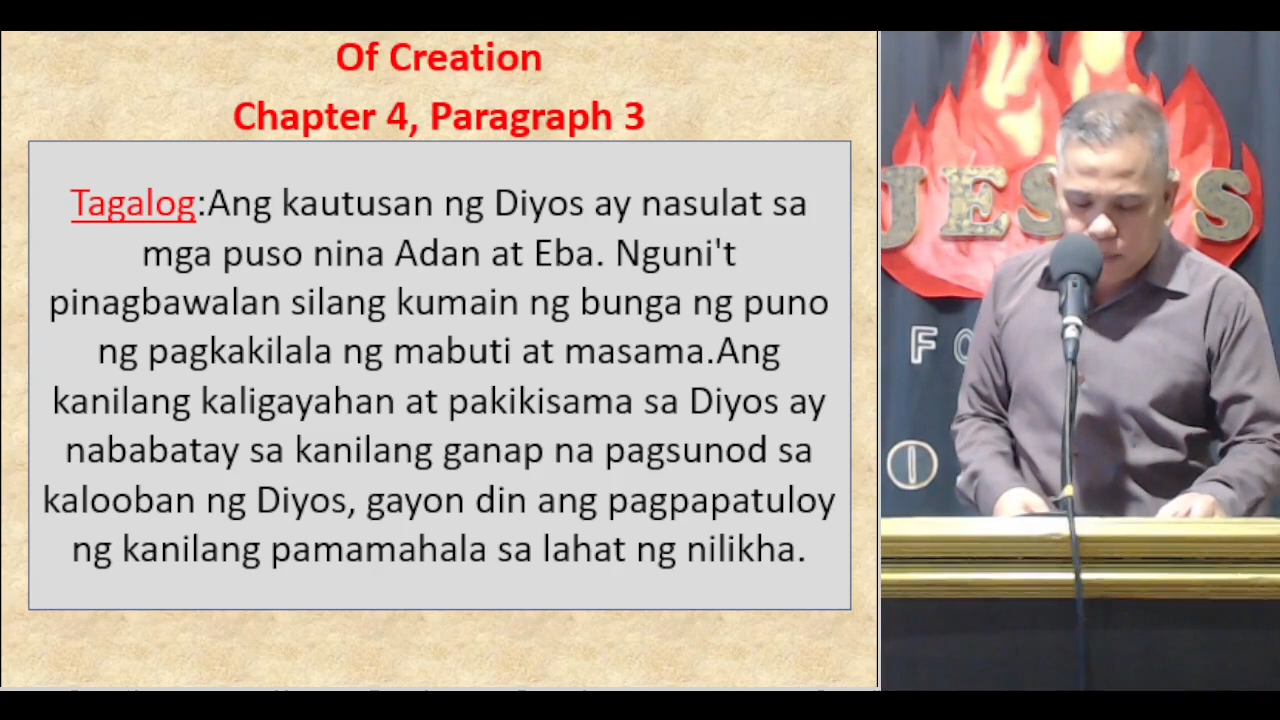 Of Creation
Chapter 4, Paragraph 3
Tagalog:Ang kautusan ng Diyos ay nasulat sa
mga puso nina Adan at Eba. Nguni't
pinagbawalan silang kumain ng bunga ng puno
ng pagkakilala ng mabuti at masama.Ang
kanilang kaligayahan at pakikisama sa Diyos ay
nababatay sa kanilang ganap na pagsunod sa
kalooban ng Diyos, gayon din ang pagpapatuloy
ng kanilang pamamahala sa lahat ng nilikha.